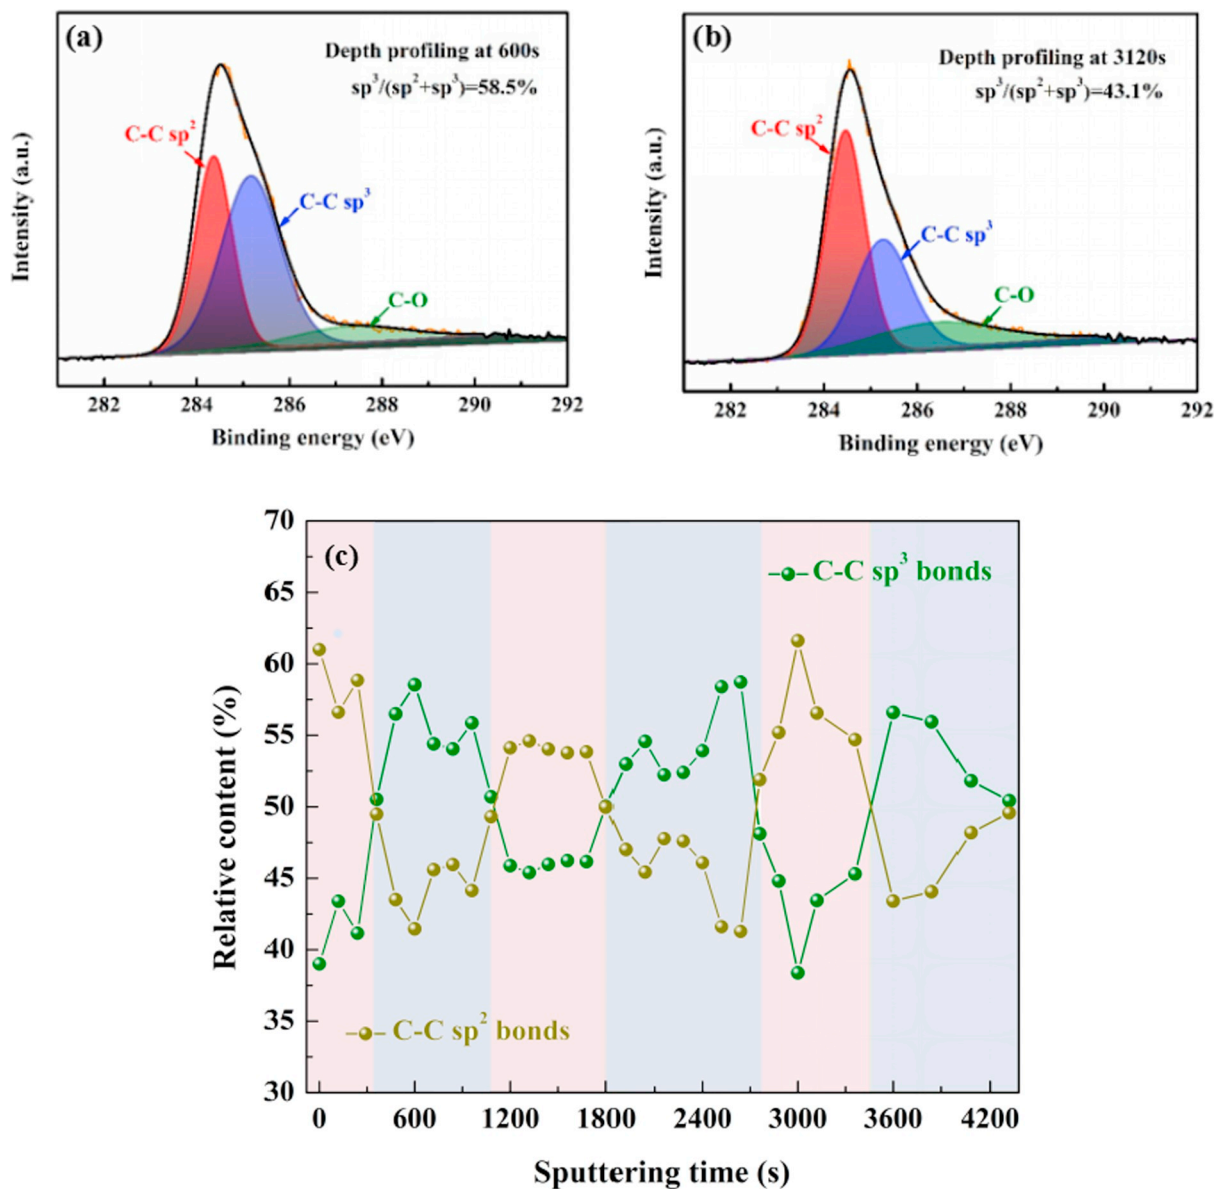 (a)
Depth profiling at 600s
sp³/(sp²+sp³)=58.5%
C-C sp²
C-C sp³
C-O
Intensity (a.u.)
282 284 286 288 290 292
Binding energy (eV)
(b)
Depth profiling at 3120s
sp³/(sp²+sp³)=43.1%
C-C sp²
C-C sp³
C-O
Intensity (a.u.)
282 284 286 288 290 292
Binding energy (eV)
(c)
C-C sp³ bonds
C-C sp² bonds
70
65
60
55
50
45
40
35
30
Relative content (%)
0 600 1200 1800 2400 3000 3600 4200
Sputtering time (s)